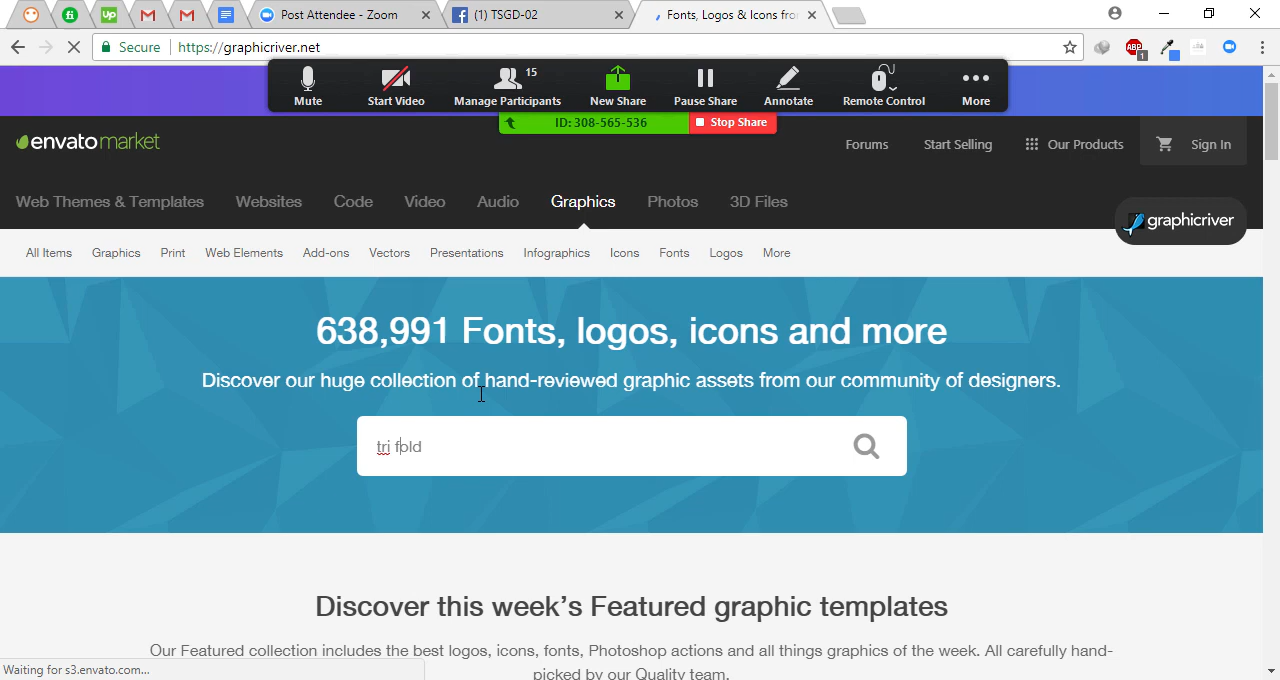 Post Attendee - Zoom
(1) TSGD-02
Fonts, Logos & Icons fro
Secure
https://graphicriver.net
ABP
1
Mute
Start Video
15
Manage Participants
New Share
Pause Share
Annotate
Remote Control
More
ID: 308-565-536
Stop Share
envatomarket
Forums
Start Selling
Our Products
Sign In
Web Themes & Templates
Websites
Code
Video
Audio
Graphics
Photos
3D Files
graphicriver
All Items
Graphics
Print
Web Elements
Add-ons
Vectors
Presentations
Infographics
Icons
Fonts
Logos
More
638,991 Fonts, logos, icons and more
Discover our huge collection of hand-reviewed graphic assets from our community of designers.
tri fold
Discover this week's Featured graphic templates
Our Featured collection includes the best logos, icons, fonts, Photoshop actions and all things graphics of the week. All carefully hand-
picked by our Quality team.
Waiting for s3.envato.com...